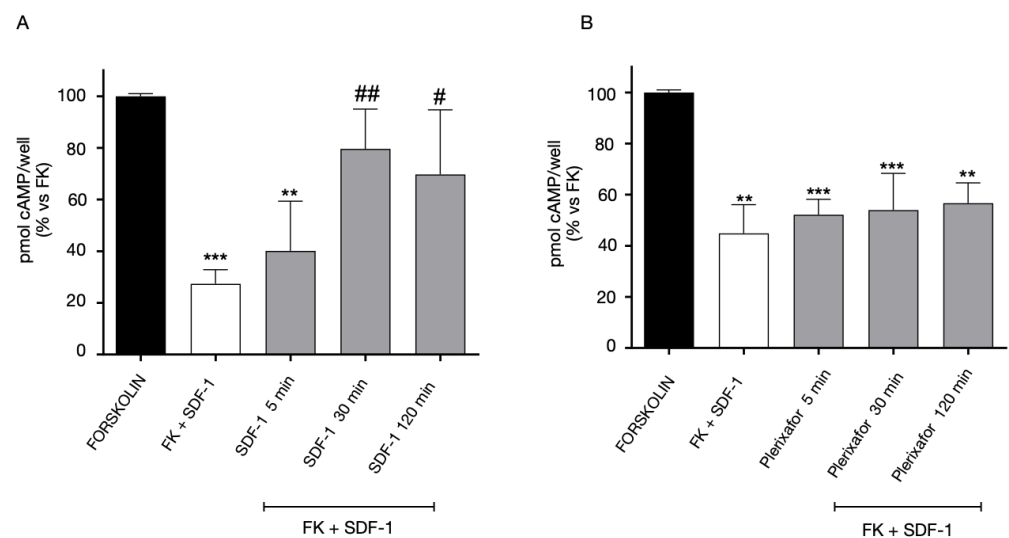 A
pmol cAMP/well
(% vs FK)
100
80
60
40
20
0
***
**
##
#
FORSKOLIN
FK + SDF-1
SDF-1 5 min
SDF-1 30 min
SDF-1 120 min
FK + SDF-1
B
pmol cAMP/well
(% vs FK)
100
80
60
40
20
0
**
***
***
**
FORSKOLIN
FK + SDF-1
Plerixafor 5 min
Plerixafor 30 min
Plerixafor 120 min
FK + SDF-1